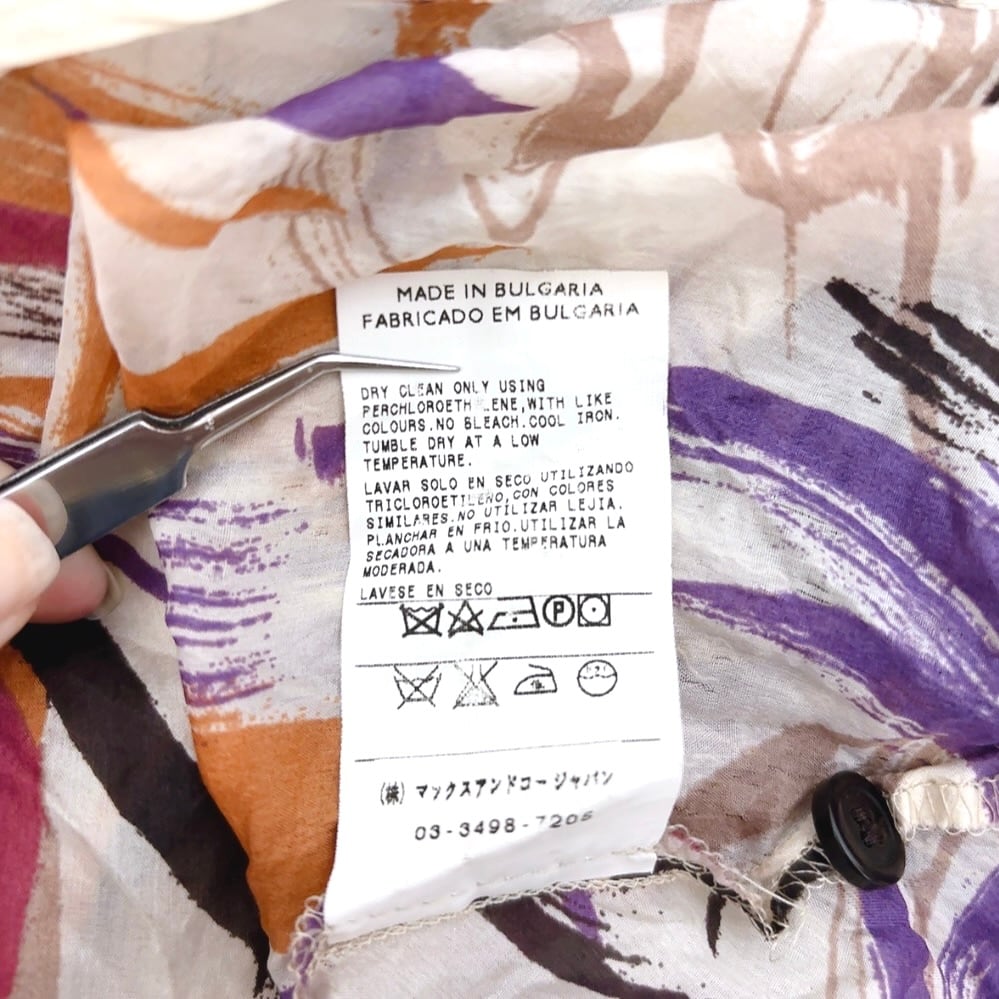 MADE IN BULGARIA
FABRICADO EM BULGARIA
DRY CLEAN ONLY USING
PERCHLOROETH LENE,WITH LIKE
COLOURS.NO BLEACH.COOL IRON.
TUMBLE DRY AT A LOW
TEMPERATURE.
LAVAR SOLO EN SECO UTILIZANDO
TRICLOROETILENO,CON COLORES
SIMILARES.NO UTILIZAR LEJIA.
PLANCHAR EN FRIO.UTILIZAR LA
SECADORA A UNA TEMPERATURA
MODERADA.
LAVESE EN SECO
P
(株) マックスアンドコージャパン
03-3498-7205